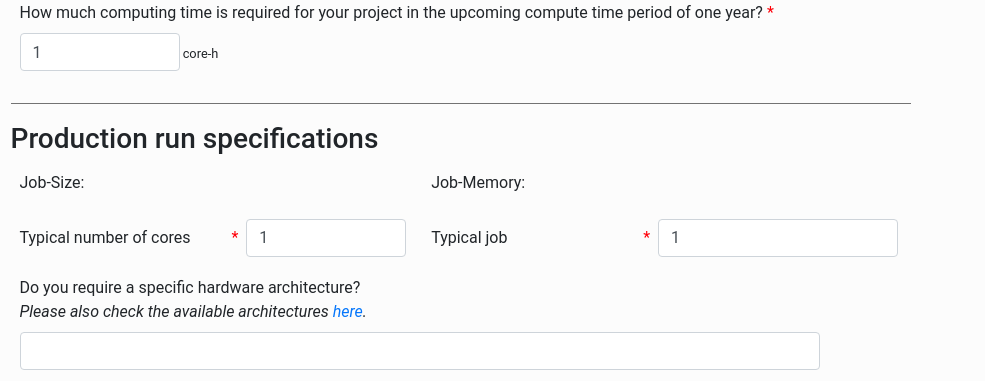 How much computing time is required for your project in the upcoming compute time period of one year? *
1 core-h
Production run specifications
Job-Size: Job-Memory:
Typical number of cores * 1 Typical job * 1
Do you require a specific hardware architecture?
Please also check the available architectures here.